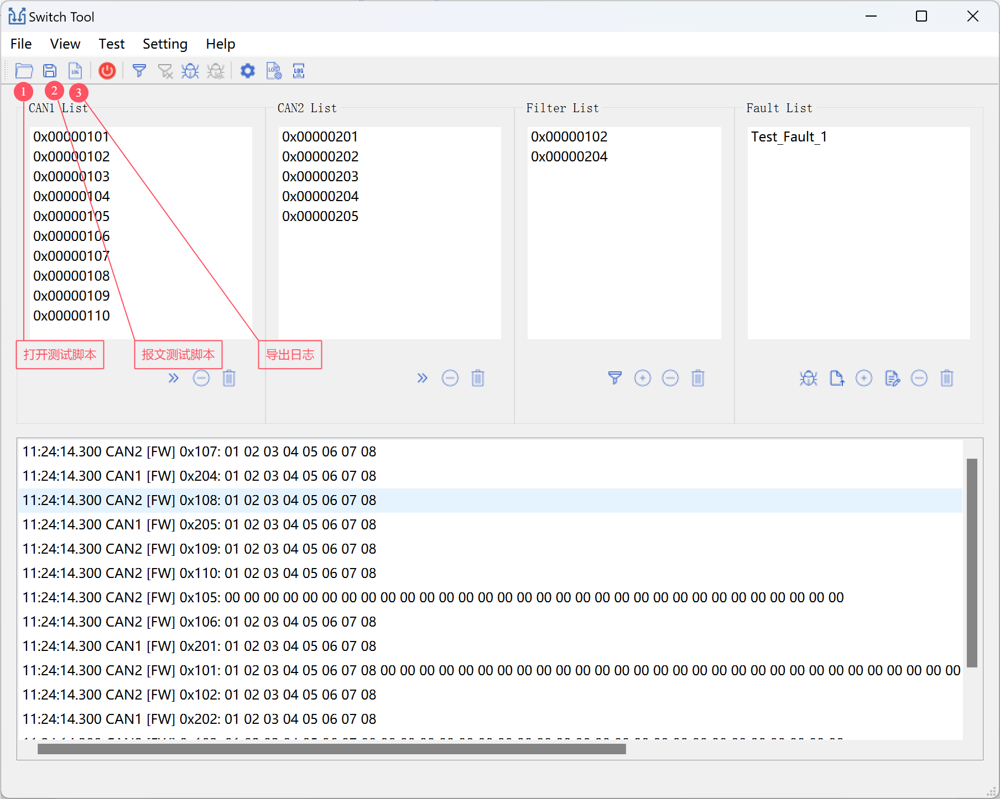 Switch Tool
File View Test Setting Help
LOG LOG LOG
1 2 3
CAN1 List
0x00000101
0x00000102
0x00000103
0x00000104
0x00000105
0x00000106
0x00000107
0x00000108
0x00000109
0x00000110
CAN2 List
0x00000201
0x00000202
0x00000203
0x00000204
0x00000205
Filter List
0x00000102
0x00000204
Fault List
Test_Fault_1
打开测试脚本
报文测试脚本
导出日志
11:24:14.300 CAN2 [FW] 0x107: 01 02 03 04 05 06 07 08
11:24:14.300 CAN1 [FW] 0x204: 01 02 03 04 05 06 07 08
11:24:14.300 CAN2 [FW] 0x108: 01 02 03 04 05 06 07 08
11:24:14.300 CAN1 [FW] 0x205: 01 02 03 04 05 06 07 08
11:24:14.300 CAN2 [FW] 0x109: 01 02 03 04 05 06 07 08
11:24:14.300 CAN2 [FW] 0x110: 01 02 03 04 05 06 07 08
11:24:14.300 CAN2 [FW] 0x105: 00 00 00 00 00 00 00 00 00 00 00 00 00 00 00 00 00 00 00 00 00 00 00 00 00 00 00 00 00 00 00 00
11:24:14.300 CAN2 [FW] 0x106: 01 02 03 04 05 06 07 08
11:24:14.300 CAN1 [FW] 0x201: 01 02 03 04 05 06 07 08
11:24:14.300 CAN2 [FW] 0x101: 01 02 03 04 05 06 07 08 00 00 00 00 00 00 00 00 00 00 00 00 00 00 00 00 00 00 00 00 00 00 00 00 00 00 00 00 00 00
11:24:14.300 CAN2 [FW] 0x102: 01 02 03 04 05 06 07 08
11:24:14.300 CAN1 [FW] 0x202: 01 02 03 04 05 06 07 08